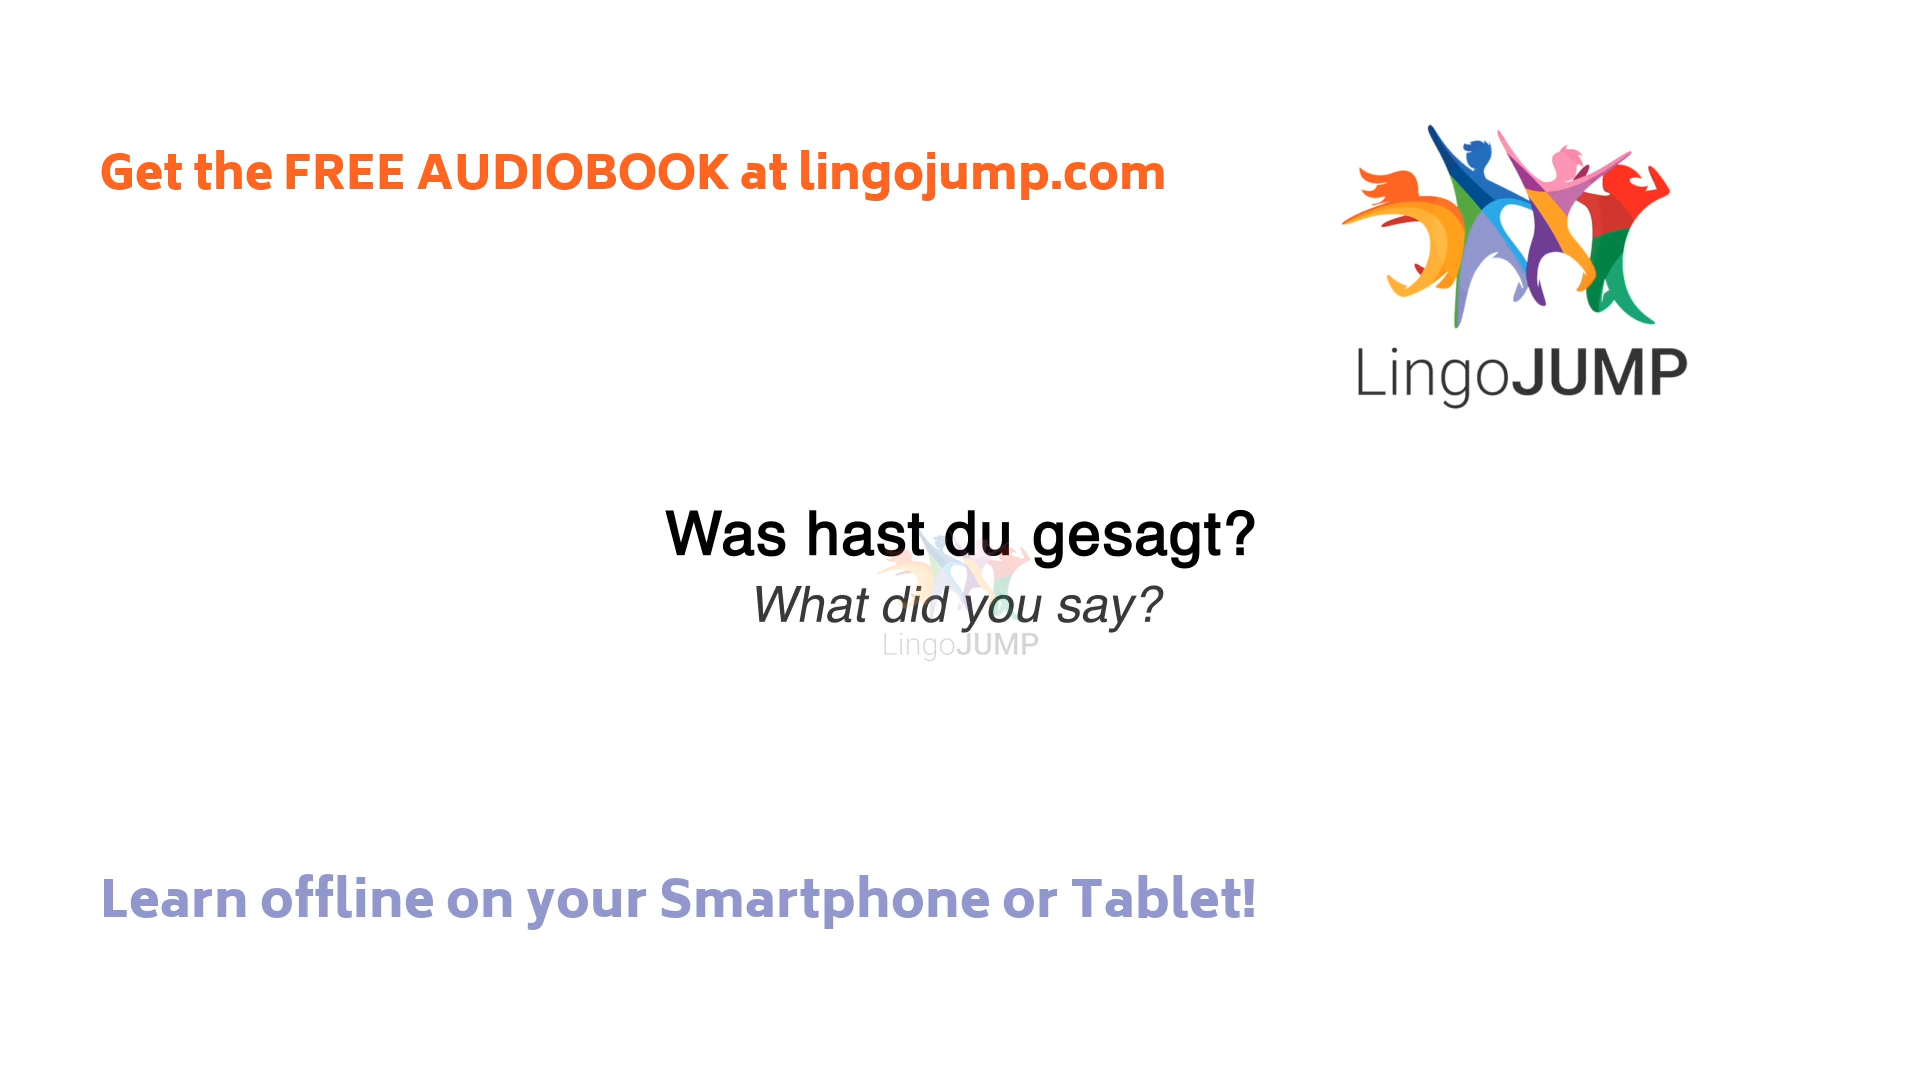 Get the FREE AUDIOBOOK at lingojump.com
LingoJUMP
Was hast du gesagt?
What did you say?
LingoJUMP
Learn offline on your Smartphone or Tablet!